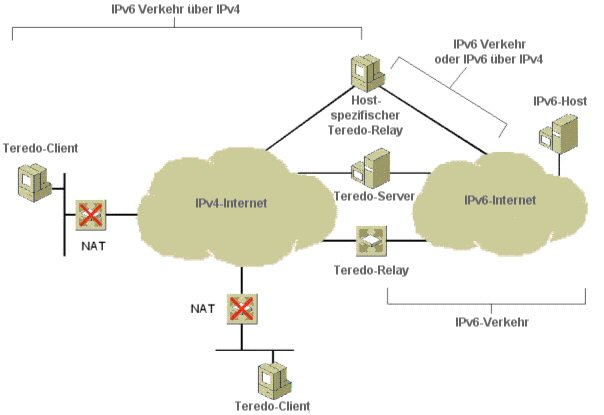 IPv6 Verkehr über IPv4
IPv6 Verkehr
oder IPv6 über IPv4
Host-
spezifischer
Teredo-Relay
IPv6-Host
Teredo-Client
Teredo-Server
IPv4-Internet
IPv6-Internet
NAT
Teredo-Relay
NAT
IPv6-Verkehr
Teredo-Client